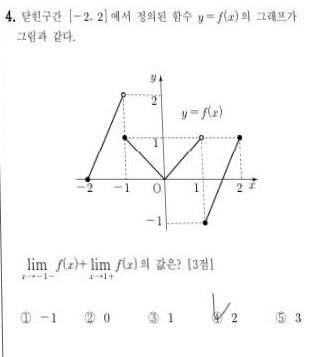 4. 닫힌구간 [-2, 2]에서 정의된 함수 y=f(x)의 그래프가
그림과 같다.
y
2
y=f(x)
1
-2 -1 O 1 2 x
-1
lim f(x)+ lim f(x)의 값은? [3점]
x→-1- x→1+
① -1 ② 0 ③ 1 ④ 2 ⑤ 3